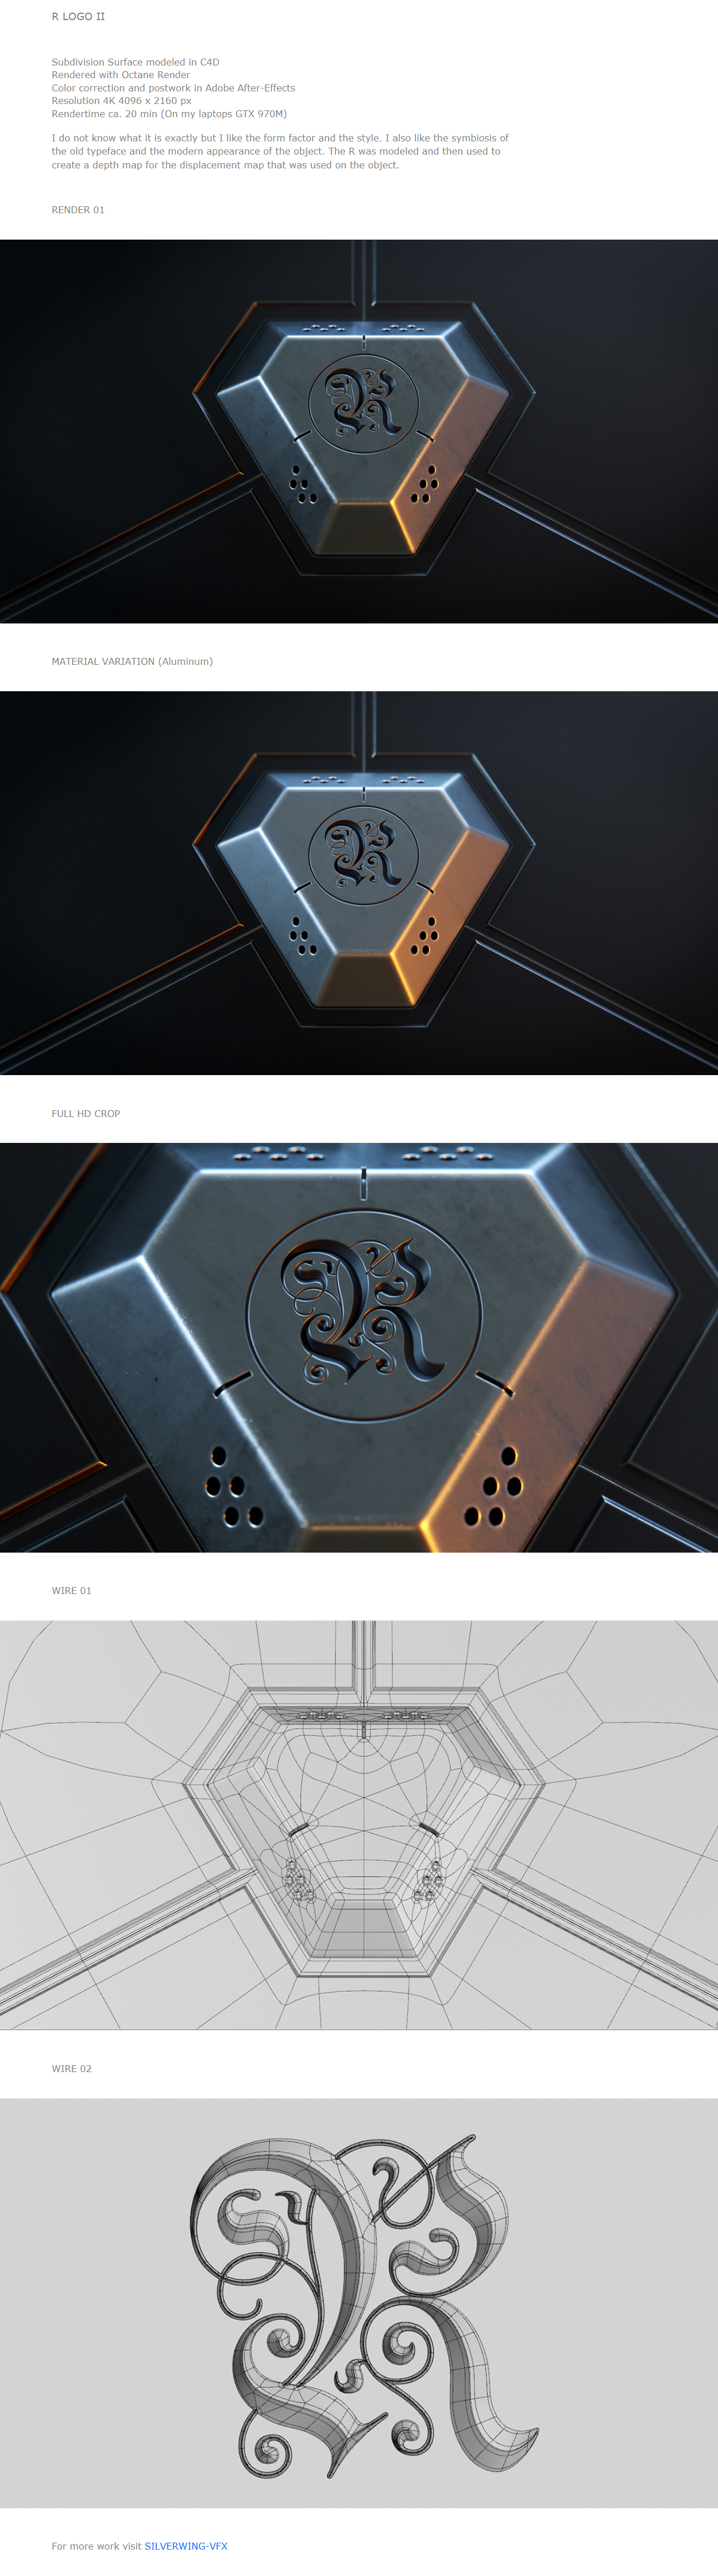 R LOGO II
Subdivision Surface modeled in C4D
Rendered with Octane Render
Color correction and postwork in Adobe After-Effects
Resolution 4K 4096 x 2160 px
Rendertime ca. 20 min (On my laptops GTX 970M)
I do not know what it is exactly but I like the form factor and the style. I also like the symbiosis of
the old typeface and the modern appearance of the object. The R was modeled and then used to
create a depth map for the displacement map that was used on the object.
RENDER 01
R
MATERIAL VARIATION (Aluminum)
R
FULL HD CROP
R
WIRE 01
WIRE 02
R
For more work visit SILVERWING-VFX